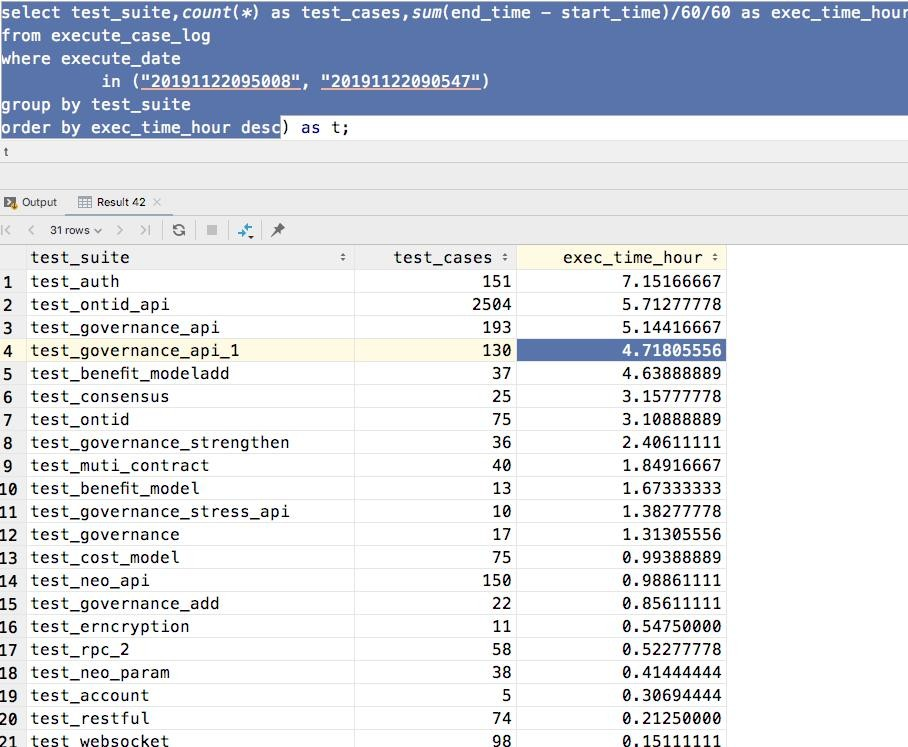 select test_suite,count(*) as test_cases,sum(end_time - start_time)/60/60 as exec_time_hour
from execute_case_log
where execute_date
in ("20191122095008", "20191122090547")
group by test_suite
order by exec_time_hour desc) as t;
t
Output Result 42
31 rows
test_suite test_cases exec_time_hour
1 test_auth 151 7.15166667
2 test_ontid_api 2504 5.71277778
3 test_governance_api 193 5.14416667
4 test_governance_api_1 130 4.71805556
5 test_benefit_modeladd 37 4.63888889
6 test_consensus 25 3.15777778
7 test_ontid 75 3.10888889
8 test_governance_strengthen 36 2.40611111
9 test_muti_contract 40 1.84916667
10 test_benefit_model 13 1.67333333
11 test_governance_stress_api 10 1.38277778
12 test_governance 17 1.31305556
13 test_cost_model 75 0.99388889
14 test_neo_api 150 0.98861111
15 test_governance_add 22 0.85611111
16 test_erncryption 11 0.54750000
17 test_rpc_2 58 0.52277778
18 test_neo_param 38 0.41444444
19 test_account 5 0.30694444
20 test_restful 74 0.21250000
21 test_websocket 98 0.15111111